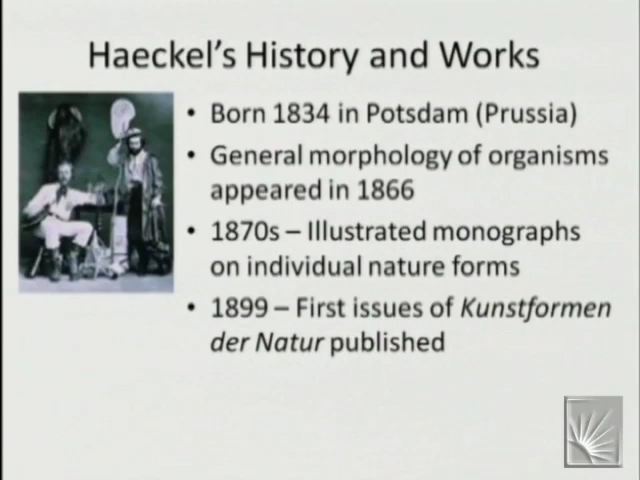 Haeckel's History and Works
• Born 1834 in Potsdam (Prussia)
• General morphology of organisms
appeared in 1866
• 1870s – Illustrated monographs
on individual nature forms
• 1899 – First issues of Kunstformen
der Natur published